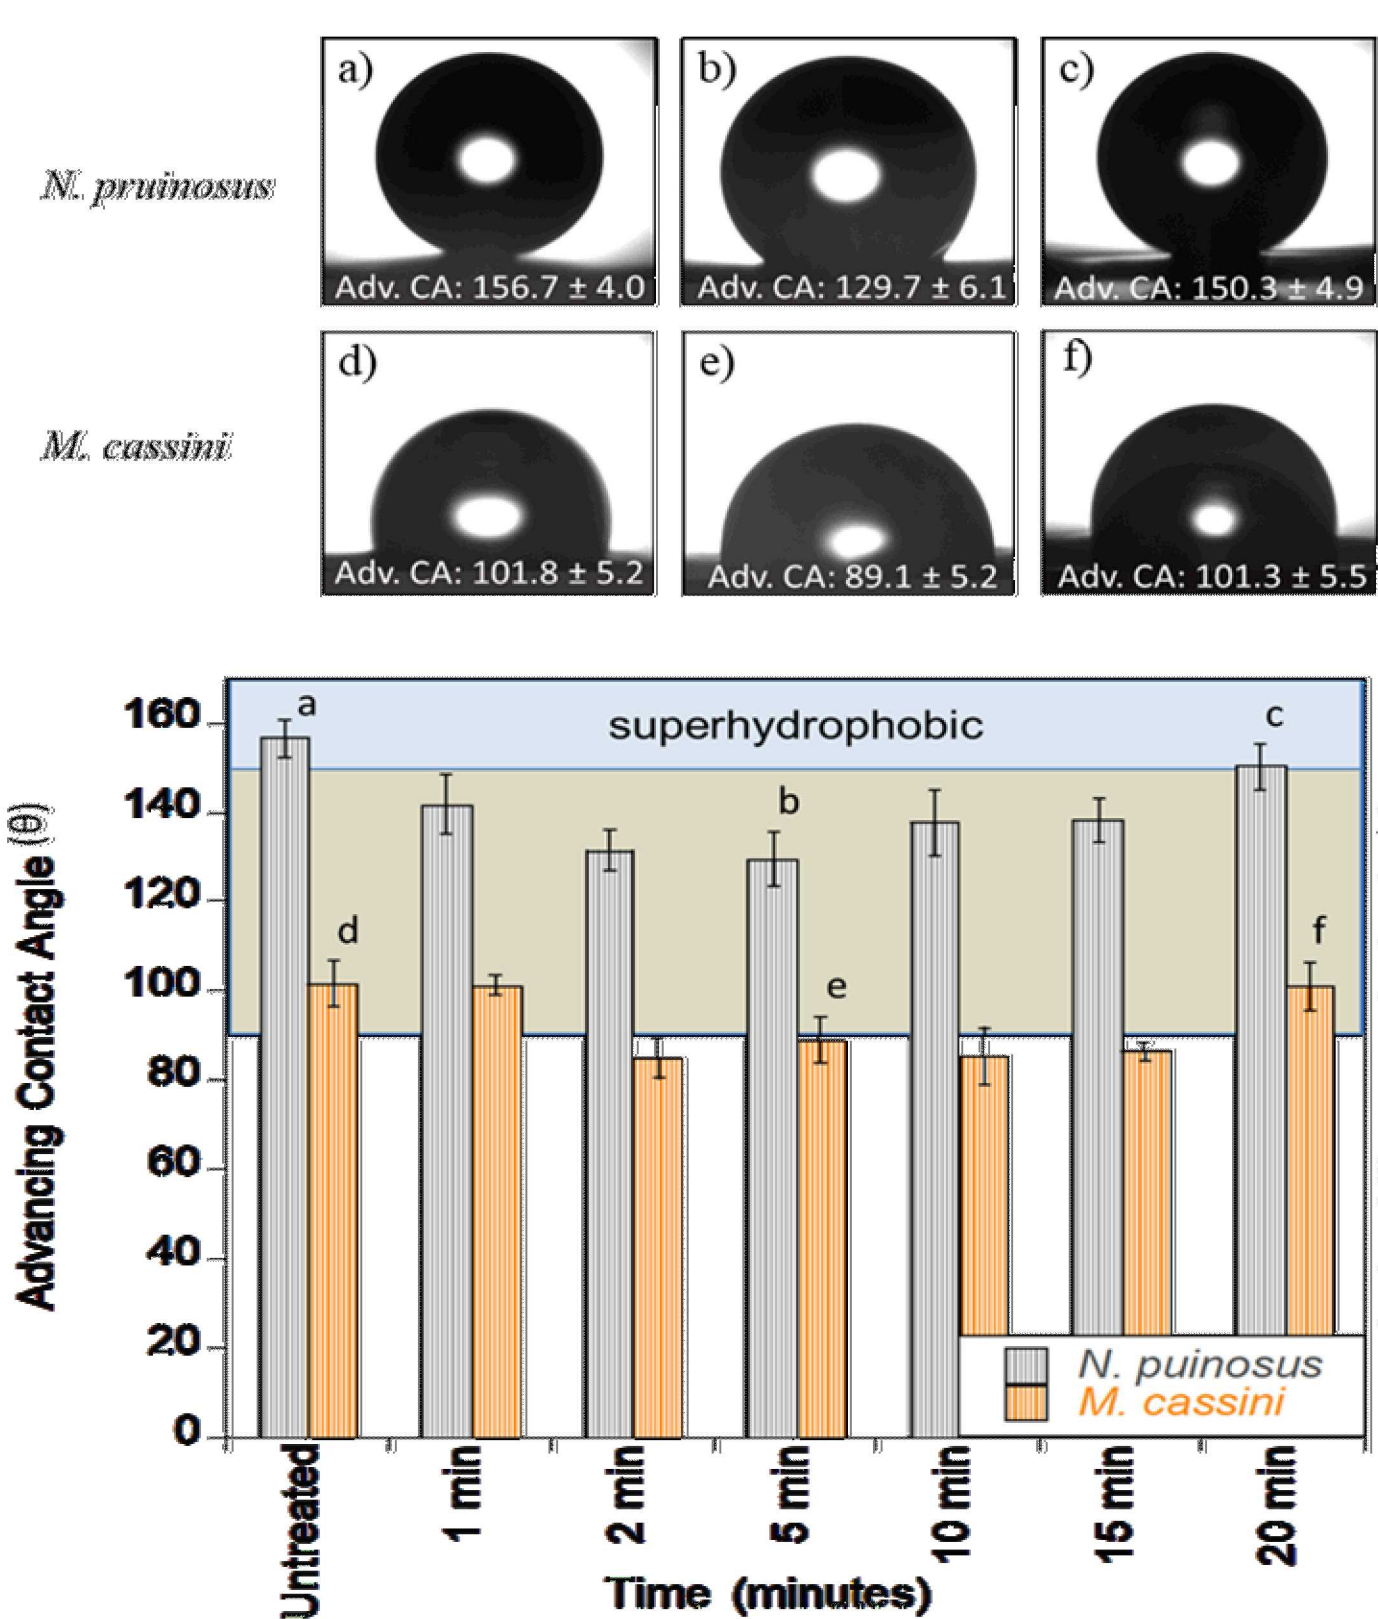 a)
b)
c)
N. pruinosus
Adv. CA: 156.7 ± 4.0
Adv. CA: 129.7 ± 6.1
Adv. CA: 150.3 ± 4.9
d)
e)
f)
M. cassini
Adv. CA: 101.8 ± 5.2
Adv. CA: 89.1 ± 5.2
Adv. CA: 101.3 ± 5.5
Advancing Contact Angle (θ)
160
140
120
100
80
60
40
20
0
superhydrophobic
a
b
c
d
e
f
N. puinosus
M. cassini
Untreated
1 min
2 min
5 min
10 min
15 min
20 min
Time (minutes)